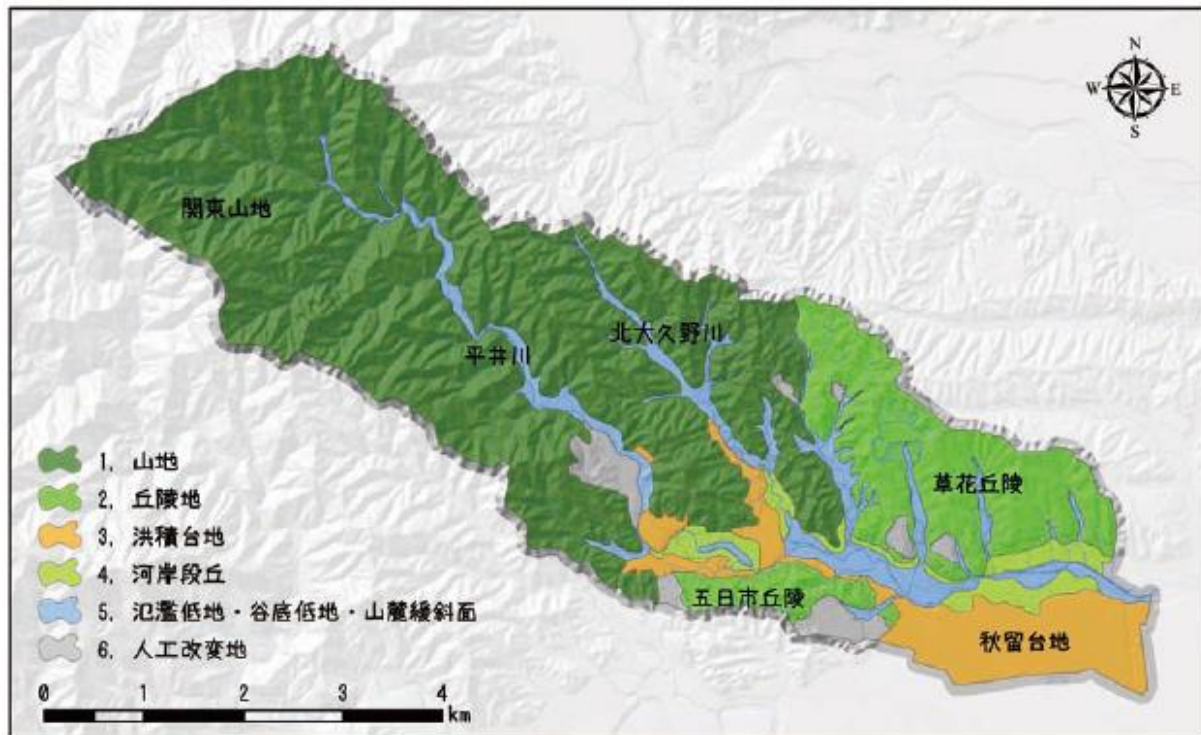 N
W E
S
関東山地
北大久野川
平井川
草花丘陵
五日市丘陵
秋留台地
1. 山地
2. 丘陵地
3. 洪積台地
4. 河岸段丘
5. 氾濫低地・谷底低地・山麓緩斜面
6. 人工改変地
0 1 2 3 4
km